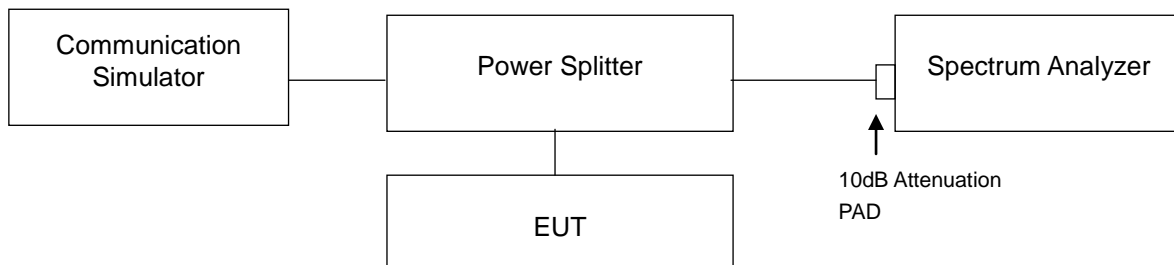 Communication
Simulator
Power Splitter
Spectrum Analyzer
10dB Attenuation
PAD
EUT